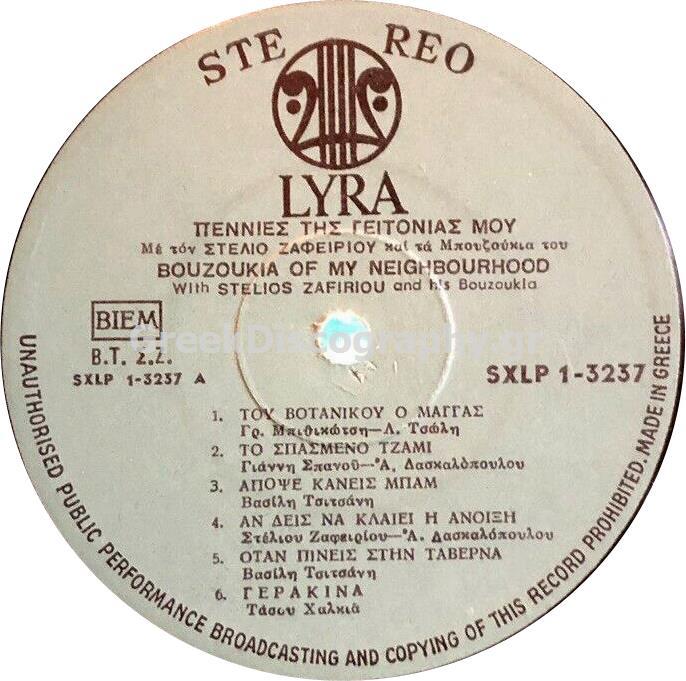 STEREO
LYRA
ΠΕΝΝΙΕΣ ΤΗΣ ΓΕΙΤΟΝΙΑΣ ΜΟΥ
Μέ τόν ΣΤΕΛΙΟ ΖΑΦΕΙΡΙΟΥ καί τά Μπουζούκια του
BOUZOUKIA OF MY NEIGHBOURHOOD
With STELIOS ZAFIRIOU and his Bouzoukia
BIEM
GreekDiscography.gr
B.T. 2.2.
SXLP 1-3237 A
SXLP 1-3237
1. ΤΟΥ ΒΟΤΑΝΙΚΟΥ Ο ΜΑΓΓΑΣ
Γρ. Μπιθικώτση—Λ. Τσώλη
2. ΤΟ ΣΠΑΣΜΕΝΟ ΤΖΑΜΙ
Γιάννη Σπανοῦ—Ἀ. Δασκαλόπουλου
3. ΑΠΟΨΕ ΚΑΝΕΙΣ ΜΠΑΜ
Βασίλη Τσιτσάνη
4. ΑΝ ΔΕΙΣ ΝΑ ΚΛΑΙΕΙ Η ΑΝΟΙΞΗ
Στέλιου Ζαφειρίου—Ἀ. Δασκαλόπουλου
5. ΟΤΑΝ ΠΙΝΕΙΣ ΣΤΗΝ ΤΑΒΕΡΝΑ
Βασίλη Τσιτσάνη
6. ΓΕΡΑΚΙΝΑ
Τάσου Χαλκιᾶ
UNAUTHORISED PUBLIC PERFORMANCE BROADCASTING AND COPYING OF THIS RECORD PROHIBITED. MADE IN GREECE